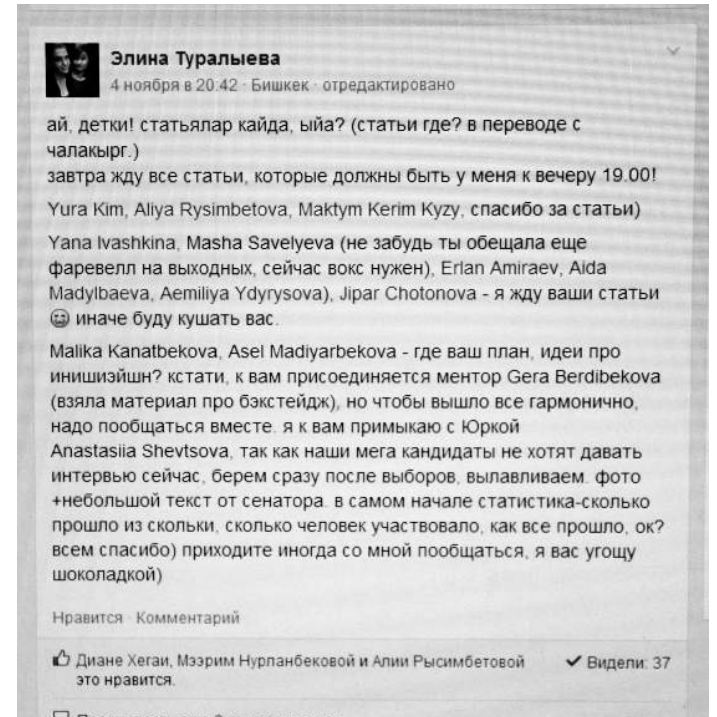 Элина Туралыева
4 ноября в 20:42 · Бишкек · отредактировано
ай, детки! статьялар кайда, ыйа? (статьи где? в переводе с
чалакырг.)
завтра жду все статьи, которые должны быть у меня к вечеру 19.00!
Yura Kim, Aliya Rysimbetova, Maktym Kerim Kyzy, спасибо за статьи)
Yana Ivashkina, Masha Savelyeva (не забудь ты обещала еще
фаревелл на выходных, сейчас вокс нужен), Erlan Amiraev, Aida
Madylbaeva, Aemiliya Ydyrysova), Jipar Chotonova - я жду ваши статьи
😀 иначе буду кушать вас.
Malika Kanatbekova, Asel Madiyarbekova - где ваш план, идеи про
инишиэйшн? кстати, к вам присоединяется ментор Gera Berdibekova
(взяла материал про бэкстейдж), но чтобы вышло все гармонично,
надо пообщаться вместе. я к вам примыкаю с Юркой
Anastasiia Shevtsova, так как наши мега кандидаты не хотят давать
интервью сейчас, берем сразу после выборов, вылавливаем. фото
+небольшой текст от сенатора. в самом начале статистика-сколько
прошло из скольки, сколько человек участвовало, как все прошло, ок?
всем спасибо) приходите иногда со мной пообщаться, я вас угощу
шоколадкой)
Нравится · Комментарий
Диане Хегаи, Мээрим Нурланбековой и Алии Рысимбетовой
это нравится.
✔ Видели: 37